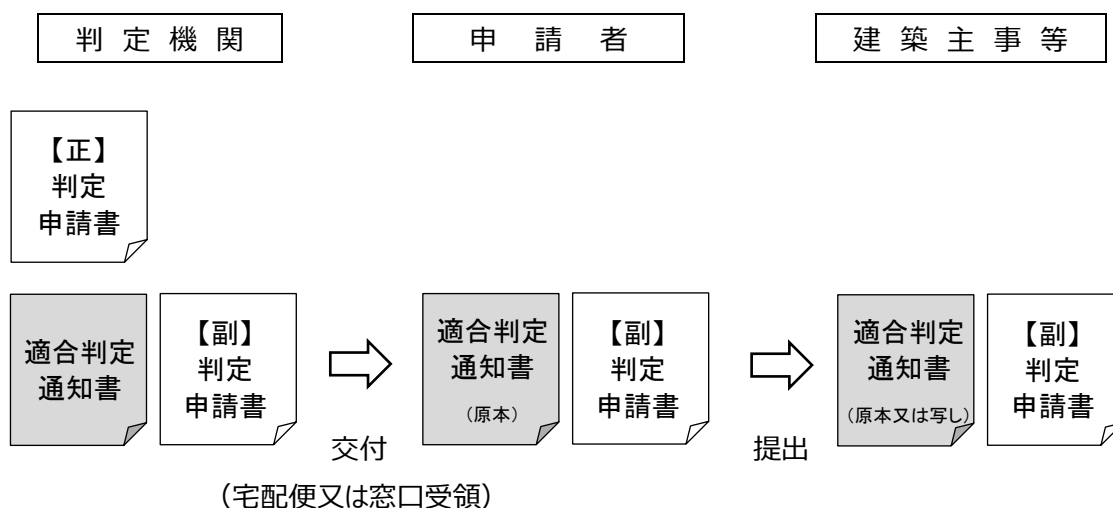 判定機関
申請者
建築主事等
【正】
判定
申請書
適合判定
通知書
【副】
判定
申請書
適合判定
通知書
（原本）
【副】
判定
申請書
適合判定
通知書
（原本又は写し）
【副】
判定
申請書
交付
（宅配便又は窓口受領）
提出